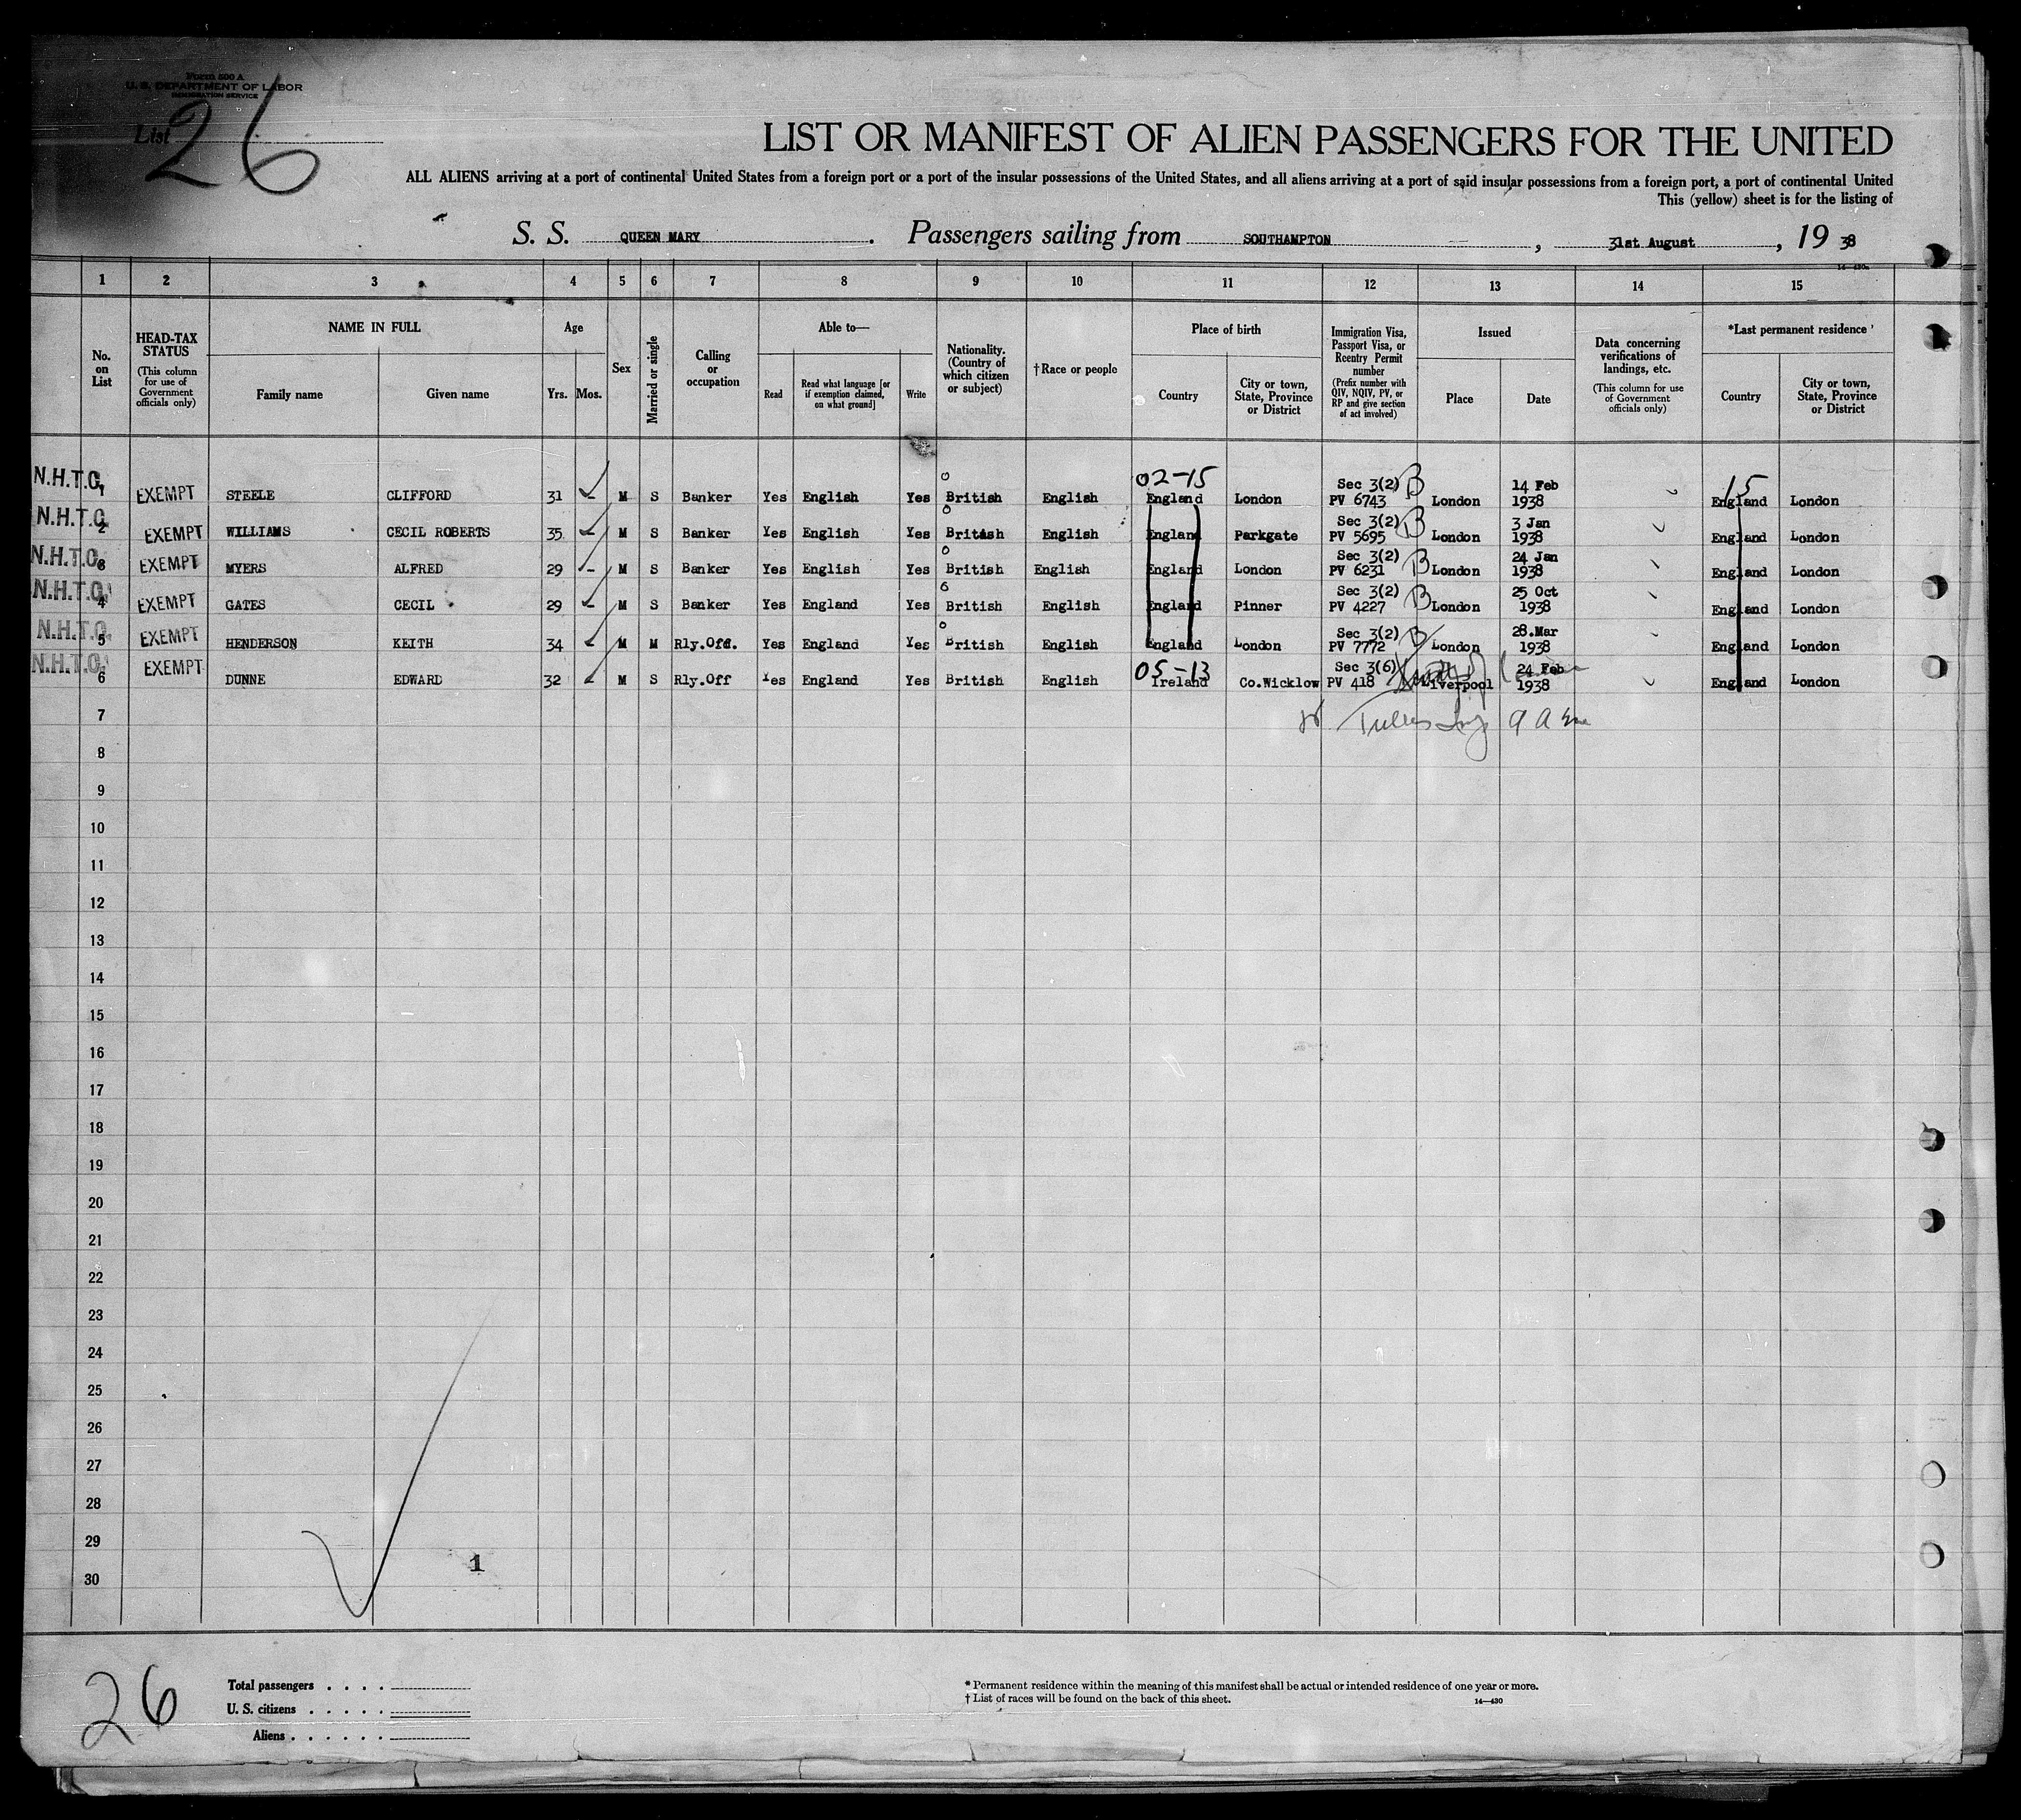 Form 500 A
U. S. DEPARTMENT OF LABOR
IMMIGRATION SERVICE
List 26
LIST OR MANIFEST OF ALIEN PASSENGERS FOR THE UNITED
ALL ALIENS arriving at a port of continental United States from a foreign port or a port of the insular possessions of the United States, and all aliens arriving at a port of said insular possessions from a foreign port, a port of continental United
This (yellow) sheet is for the listing of
S. S. QUEEN MARY. Passengers sailing from SOUTHAMPTON, 31st August, 19 38
14-430a
1 2 3 4 5 6 7 8 9 10 11 12 13 14 15
No. on List
HEAD-TAX STATUS (This column for use of Government officials only)
NAME IN FULL
Family name Given name
Age
Yrs. Mos.
Sex
Married or single
Calling or occupation
Able to—
Read
Read what language [or if exemption claimed, on what ground]
Write
Nationality. (Country of which citizen or subject)
†Race or people
Place of birth
Country
City or town, State, Province or District
Immigration Visa, Passport Visa, or Reentry Permit number (Prefix number with QIV, NQIV, PV, or RP and give section of act involved)
Issued
Place Date
Data concerning verifications of landings, etc. (This column for use of Government officials only)
*Last permanent residence
Country
City or town, State, Province or District
02-15 15
N.H.T.C. 1 EXEMPT STEELE CLIFFORD 31 - M S Banker Yes English Yes British English England London Sec 3(2) PV 6743 B London 14 Feb 1938 England London
N.H.T.C. 2 EXEMPT WILLIAMS CECIL ROBERTS 35 - M S Banker Yes English Yes British English England Parkgate Sec 3(2) PV 5695 B London 3 Jan 1938 England London
N.H.T.C. 3 EXEMPT MYERS ALFRED 29 - M S Banker Yes English Yes British English England London Sec 3(2) PV 6231 B London 24 Jan 1938 England London
N.H.T.C. 4 EXEMPT GATES CECIL 29 - M S Banker Yes England Yes British English England Pinner Sec 3(2) PV 4227 B London 25 Oct 1938 England London
N.H.T.C. 5 EXEMPT HENDERSON KEITH 34 - M M Rly.Off. Yes England Yes British English England London Sec 3(2) PV 7772 B London 28.Mar 1938 England London
05-13
N.H.T.C. 6 EXEMPT DUNNE EDWARD 32 - M S Rly.Off Yes England Yes British English Ireland Co.Wicklow Sec 3(6) PV 418 Liverpool 24 Feb 1938 England London
7
8
9
10
11
12
13
14
15
16
17
18
19
20
21
22
23
24
25
26
27
28
29
1
30
26
Total passengers . . . .
U. S. citizens . . . . .
Aliens . . . . . .
* Permanent residence within the meaning of this manifest shall be actual or intended residence of one year or more.
† List of races will be found on the back of this sheet.
14—430